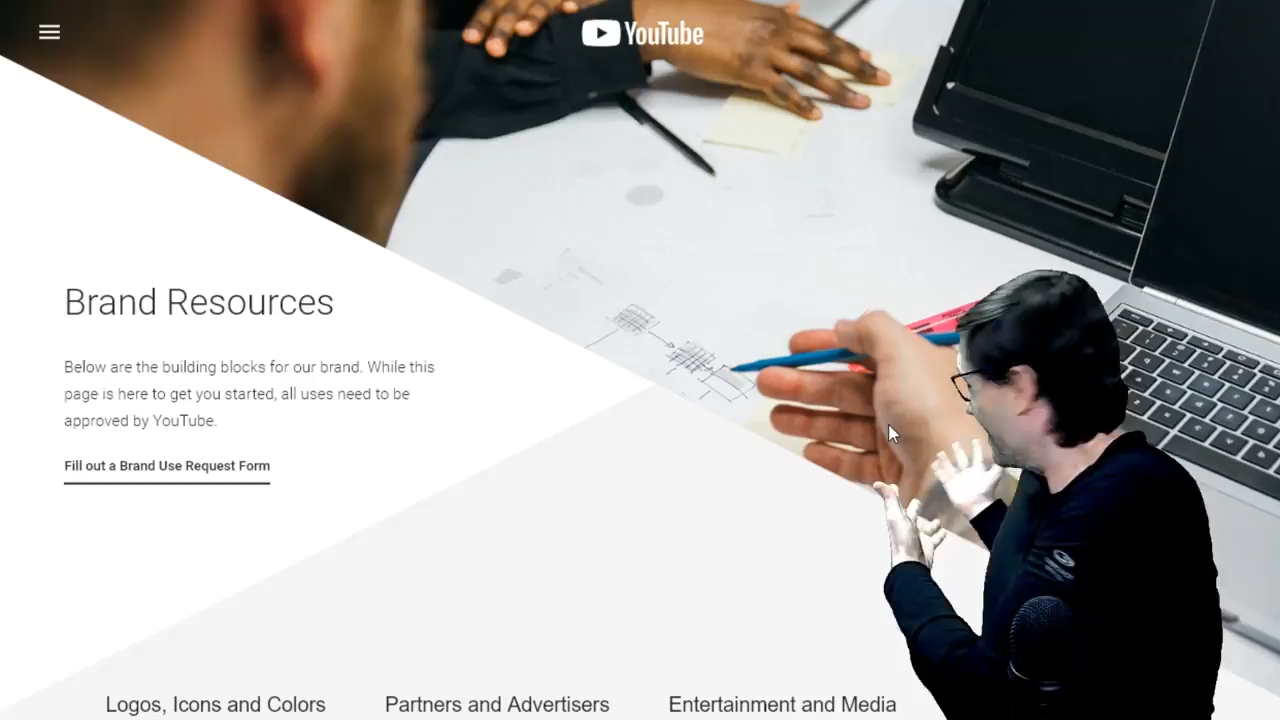 YouTube
Brand Resources
Below are the building blocks for our brand. While this
page is here to get you started, all uses need to be
approved by YouTube.
Fill out a Brand Use Request Form
Logos, Icons and Colors
Partners and Advertisers
Entertainment and Media